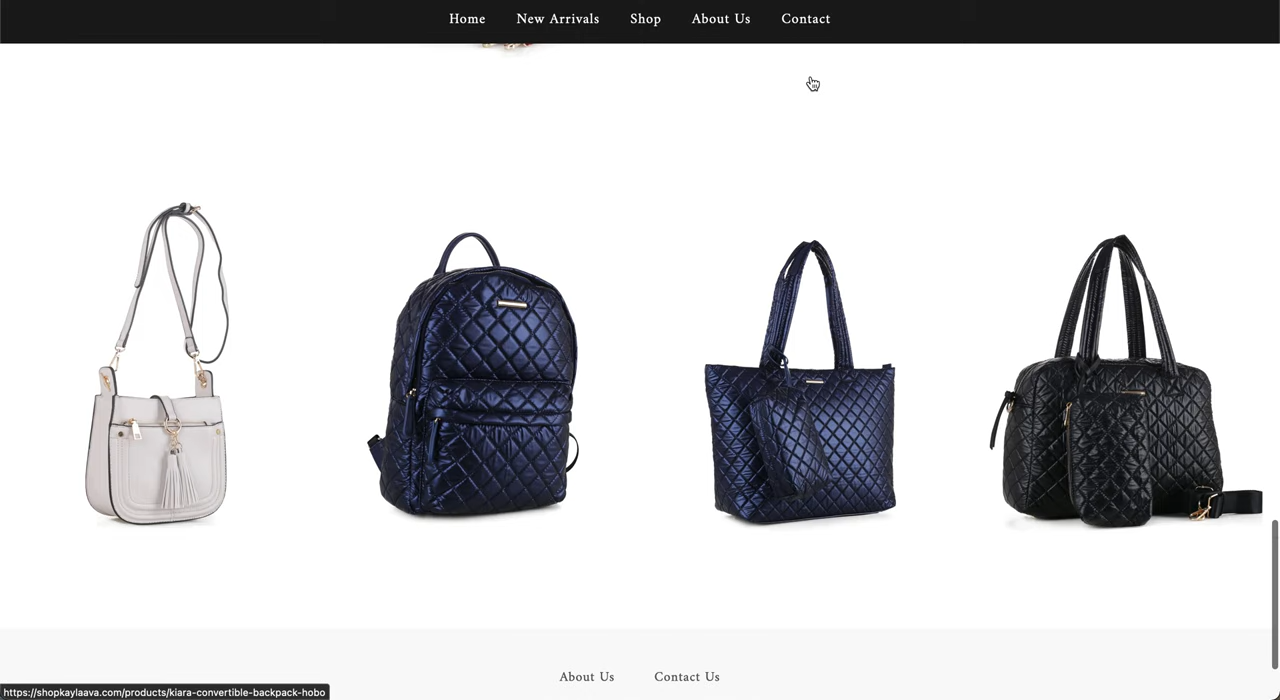 Home New Arrivals Shop About Us Contact
About Us Contact Us
https://shopkaylaava.com/products/kiara-convertible-backpack-hobo